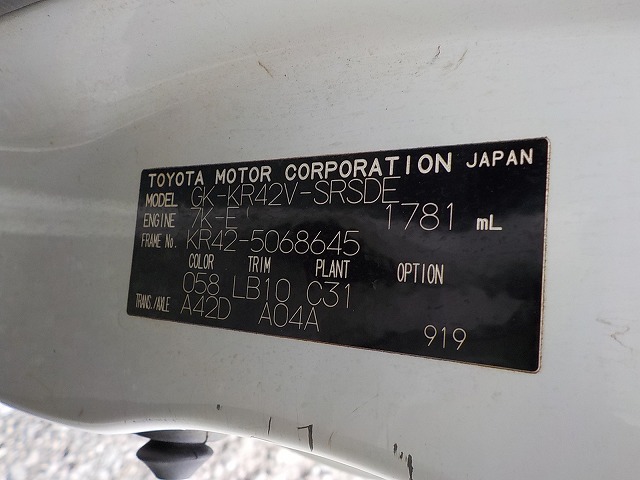 TOYOTA MOTOR CORPORATION JAPAN
MODEL GK-KR42V-SRSDE
ENGINE 7K-E 1781 mL
FRAME No. KR42-5068645
COLOR TRIM PLANT OPTION
058 LB10 C31
TRANS./AXLE A42D A04A
919